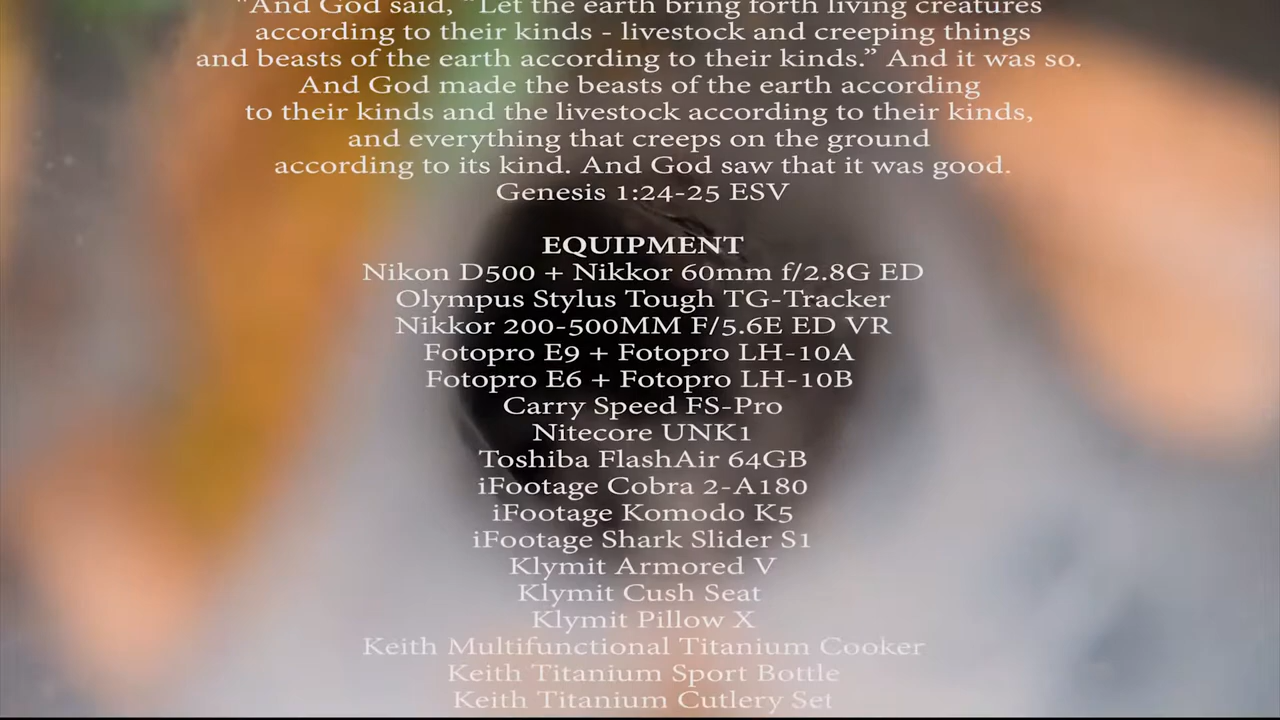 "And God said, “Let the earth bring forth living creatures
according to their kinds - livestock and creeping things
and beasts of the earth according to their kinds.” And it was so.
And God made the beasts of the earth according
to their kinds and the livestock according to their kinds,
and everything that creeps on the ground
according to its kind. And God saw that it was good.
Genesis 1:24-25 ESV
EQUIPMENT
Nikon D500 + Nikkor 60mm f/2.8G ED
Olympus Stylus Tough TG-Tracker
Nikkor 200-500MM F/5.6E ED VR
Fotopro E9 + Fotopro LH-10A
Fotopro E6 + Fotopro LH-10B
Carry Speed FS-Pro
Nitecore UNK1
Toshiba FlashAir 64GB
iFootage Cobra 2-A180
iFootage Komodo K5
iFootage Shark Slider S1
Klymit Armored V
Klymit Cush Seat
Klymit Pillow X
Keith Multifunctional Titanium Cooker
Keith Titanium Sport Bottle
Keith Titanium Cutlery Set